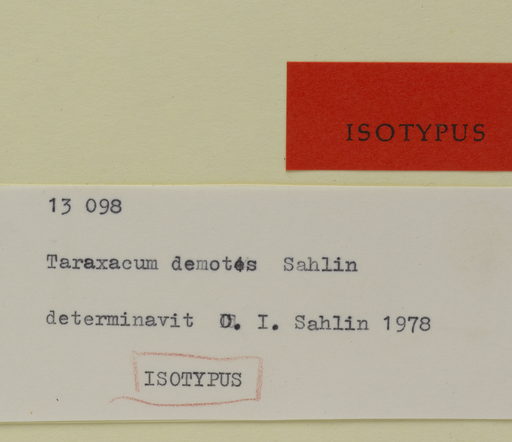 ISOTYPUS
13 098
Taraxacum demotes Sahlin
determinavit C. I. Sahlin 1978
ISOTYPUS